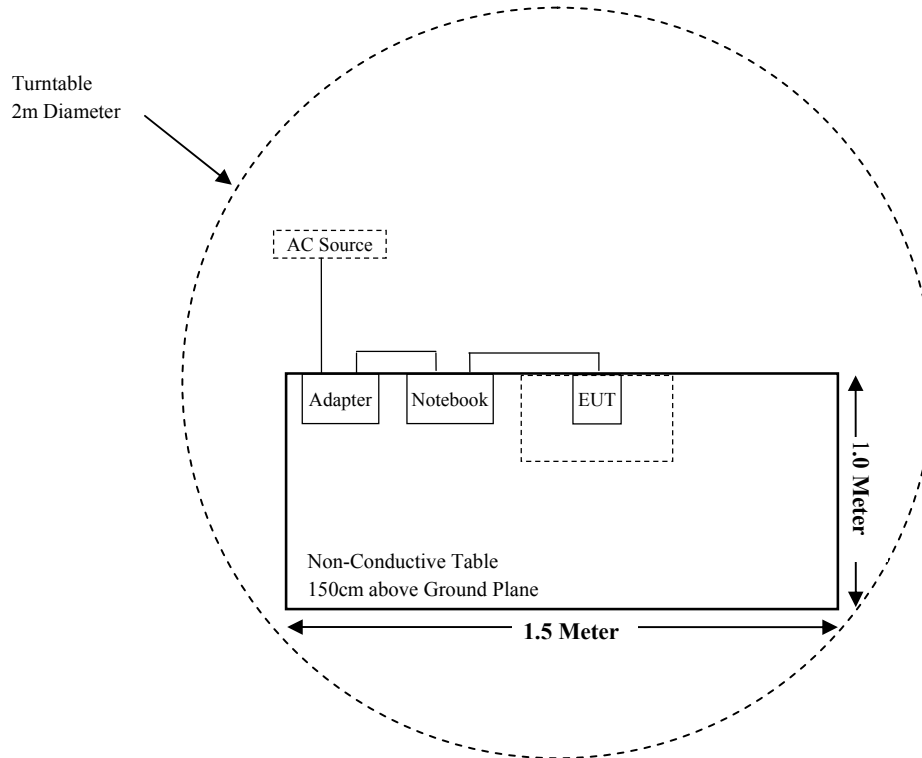 Turntable
2m Diameter
AC Source
Adapter
Notebook
EUT
1.0 Meter
Non-Conductive Table
150cm above Ground Plane
1.5 Meter